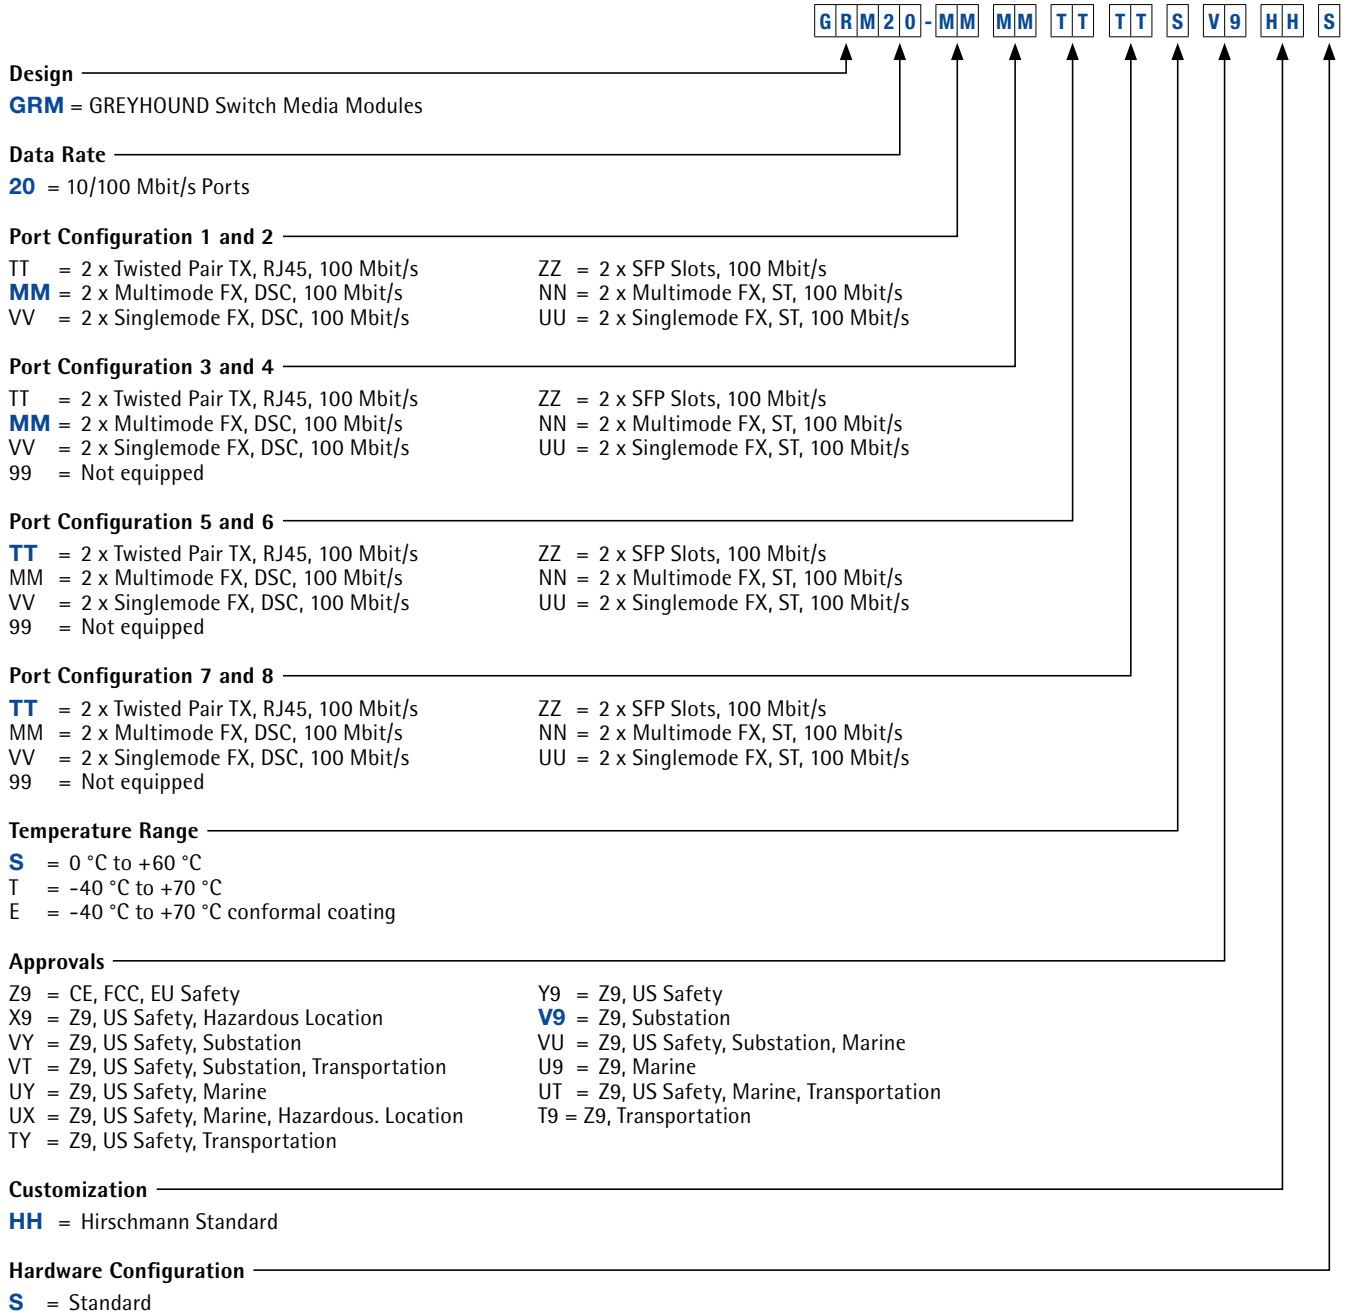 GRM20-MM MM TT TT S V9 HH S
Design
GRM = GREYHOUND Switch Media Modules
Data Rate
20 = 10/100 Mbit/s Ports
Port Configuration 1 and 2
TT = 2 x Twisted Pair TX, RJ45, 100 Mbit/s ZZ = 2 x SFP Slots, 100 Mbit/s
MM = 2 x Multimode FX, DSC, 100 Mbit/s NN = 2 x Multimode FX, ST, 100 Mbit/s
VV = 2 x Singlemode FX, DSC, 100 Mbit/s UU = 2 x Singlemode FX, ST, 100 Mbit/s
Port Configuration 3 and 4
TT = 2 x Twisted Pair TX, RJ45, 100 Mbit/s ZZ = 2 x SFP Slots, 100 Mbit/s
MM = 2 x Multimode FX, DSC, 100 Mbit/s NN = 2 x Multimode FX, ST, 100 Mbit/s
VV = 2 x Singlemode FX, DSC, 100 Mbit/s UU = 2 x Singlemode FX, ST, 100 Mbit/s
99 = Not equipped
Port Configuration 5 and 6
TT = 2 x Twisted Pair TX, RJ45, 100 Mbit/s ZZ = 2 x SFP Slots, 100 Mbit/s
MM = 2 x Multimode FX, DSC, 100 Mbit/s NN = 2 x Multimode FX, ST, 100 Mbit/s
VV = 2 x Singlemode FX, DSC, 100 Mbit/s UU = 2 x Singlemode FX, ST, 100 Mbit/s
99 = Not equipped
Port Configuration 7 and 8
TT = 2 x Twisted Pair TX, RJ45, 100 Mbit/s ZZ = 2 x SFP Slots, 100 Mbit/s
MM = 2 x Multimode FX, DSC, 100 Mbit/s NN = 2 x Multimode FX, ST, 100 Mbit/s
VV = 2 x Singlemode FX, DSC, 100 Mbit/s UU = 2 x Singlemode FX, ST, 100 Mbit/s
99 = Not equipped
Temperature Range
S = 0 °C to +60 °C
T = -40 °C to +70 °C
E = -40 °C to +70 °C conformal coating
Approvals
Z9 = CE, FCC, EU Safety Y9 = Z9, US Safety
X9 = Z9, US Safety, Hazardous Location V9 = Z9, Substation
VY = Z9, US Safety, Substation VU = Z9, US Safety, Substation, Marine
VT = Z9, US Safety, Substation, Transportation U9 = Z9, Marine
UY = Z9, US Safety, Marine UT = Z9, US Safety, Marine, Transportation
UX = Z9, US Safety, Marine, Hazardous. Location T9 = Z9, Transportation
TY = Z9, US Safety, Transportation
Customization
HH = Hirschmann Standard
Hardware Configuration
S = Standard